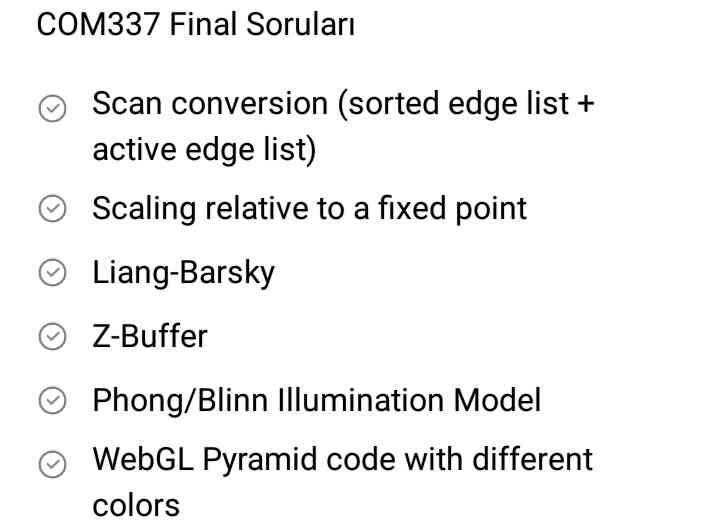 COM337 Final Soruları
Scan conversion (sorted edge list +
active edge list)
Scaling relative to a fixed point
Liang-Barsky
Z-Buffer
Phong/Blinn Illumination Model
WebGL Pyramid code with different
colors